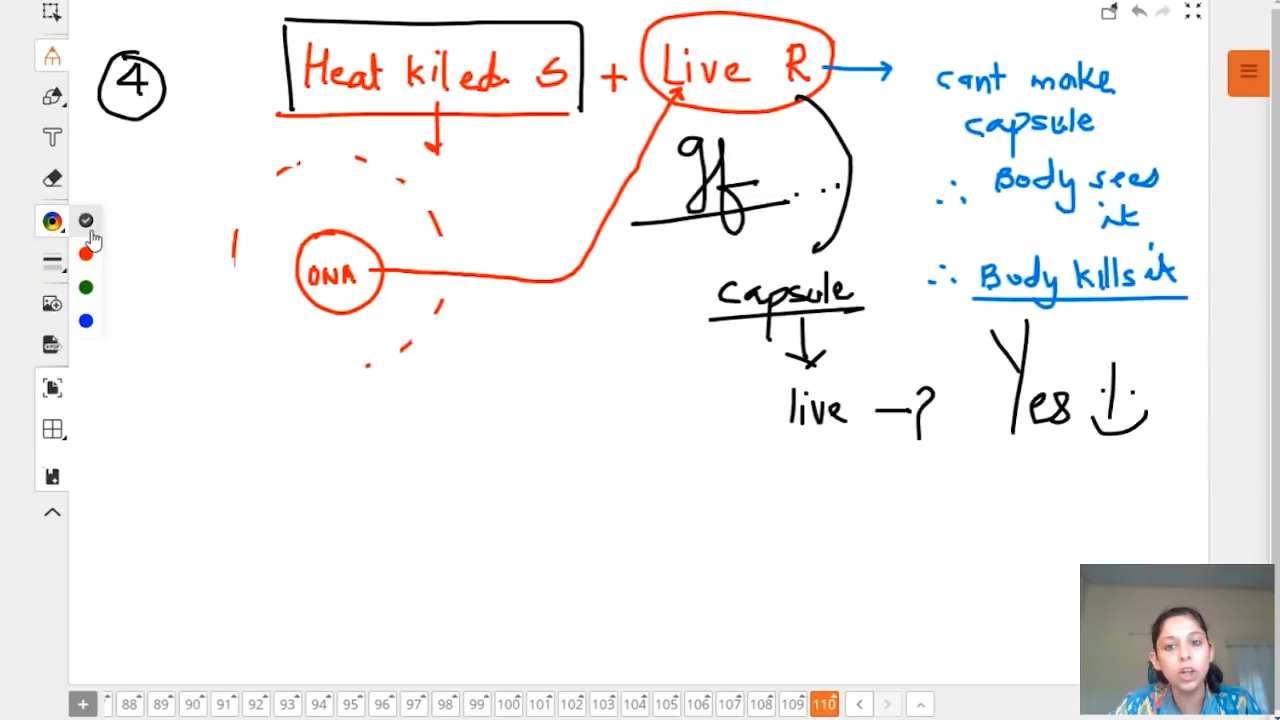 4
Heat kiled S + Live R
cant make
capsule
∴ Body sees
it
∴ Body kills it
DNA
capsule
live - ?
Yes
88 89 90 91 92 93 94 95 96 97 98 99 100 101 102 103 104 105 106 107 108 109 110